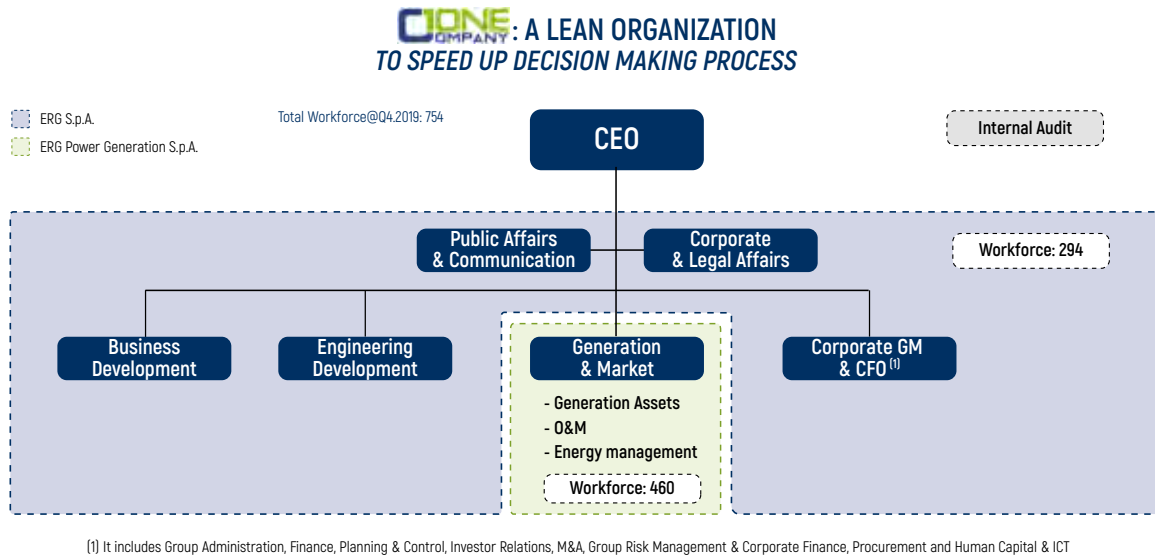 ONE COMPANY: A LEAN ORGANIZATION
TO SPEED UP DECISION MAKING PROCESS
ERG S.p.A.
ERG Power Generation S.p.A.
Total Workforce@Q4.2019: 754
CEO
Internal Audit
Public Affairs
& Communication
Corporate
& Legal Affairs
Workforce: 294
Business
Development
Engineering
Development
Generation
& Market
Corporate GM
& CFO (1)
- Generation Assets
- O&M
- Energy management
Workforce: 460
(1) It includes Group Administration, Finance, Planning & Control, Investor Relations, M&A, Group Risk Management & Corporate Finance, Procurement and Human Capital & ICT